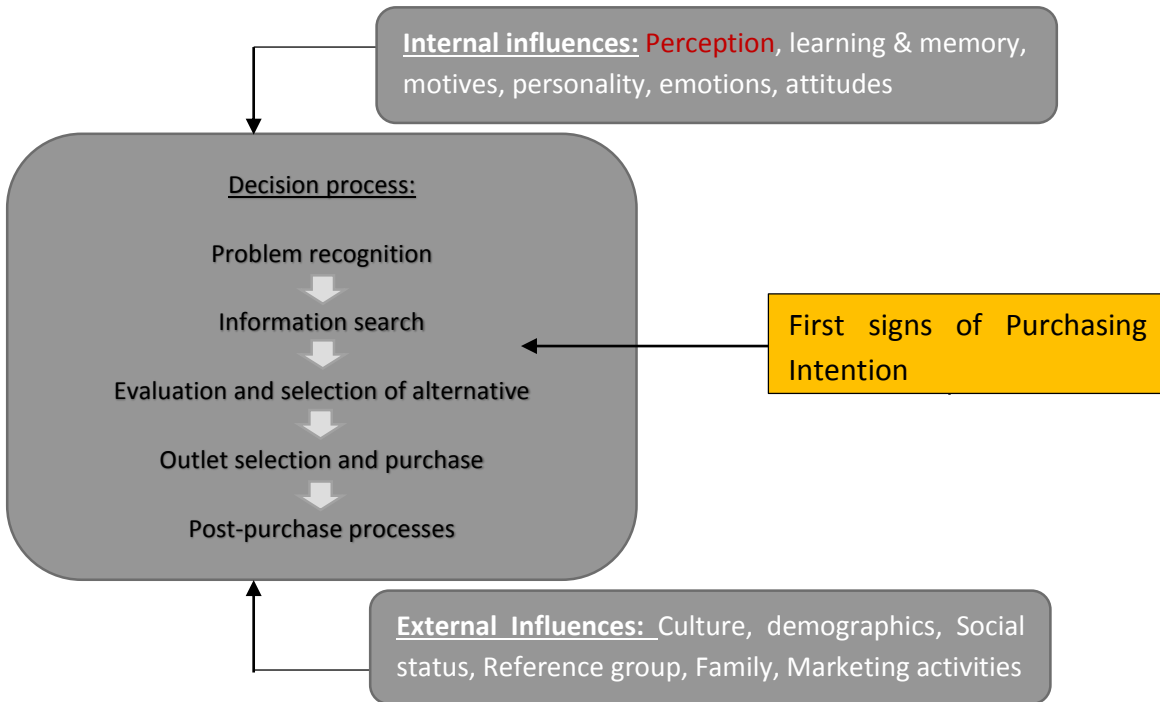 Internal influences: Perception, learning & memory,
motives, personality, emotions, attitudes
Decision process:
Problem recognition
Information search
Evaluation and selection of alternative
Outlet selection and purchase
Post-purchase processes
First signs of Purchasing
Intention
External Influences: Culture, demographics, Social
status, Reference group, Family, Marketing activities